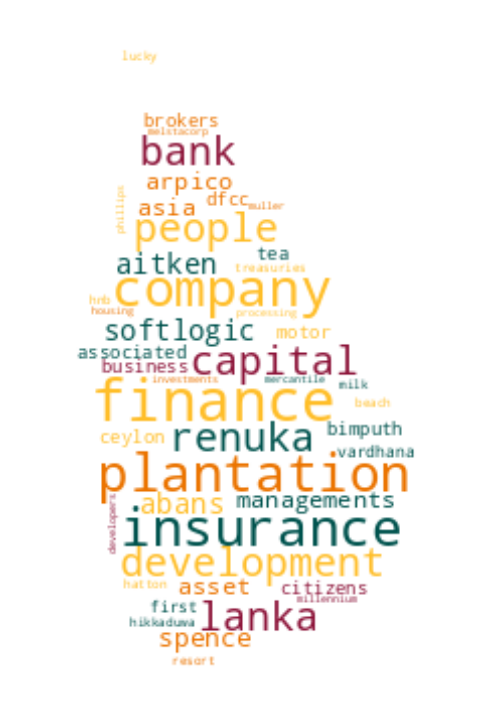 lucky
brokers
melstacorp
bank
arpico
phillips
asia dfcc muller
people
aitken tea
treasuries
company
hnb
housing processing
softlogic motor
associated capital
business
investments mercantile milk
finance beach
ceylon renuka bimputh
vardhana
plantation
developers abans managements
insurance
development
hatton asset citizens
millennium
first lanka
hikkaduwa
spence
resort